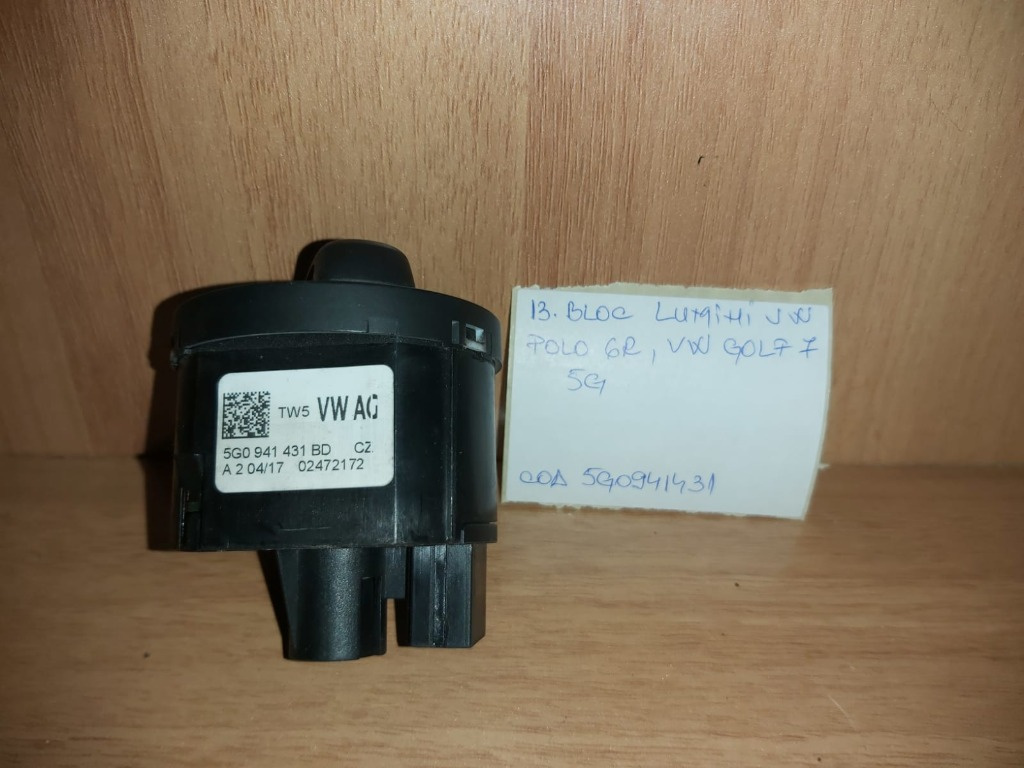 TW5 VW AG
5G0 941 431 BD CZ
A 2 04/17 02472172
13. BLOC LUMINI VW
POLO 6R, VW GOLF 7
5G
COD 5G0941431